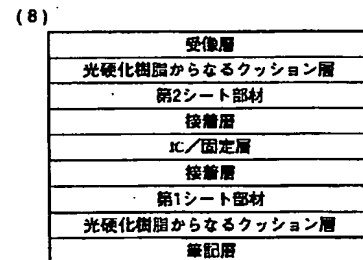 (8)
受像層
光硬化樹脂からなるクッション層
第2シート部材
接着層
IC/固定層
接着層
第1シート部材
光硬化樹脂からなるクッション層
筆記層